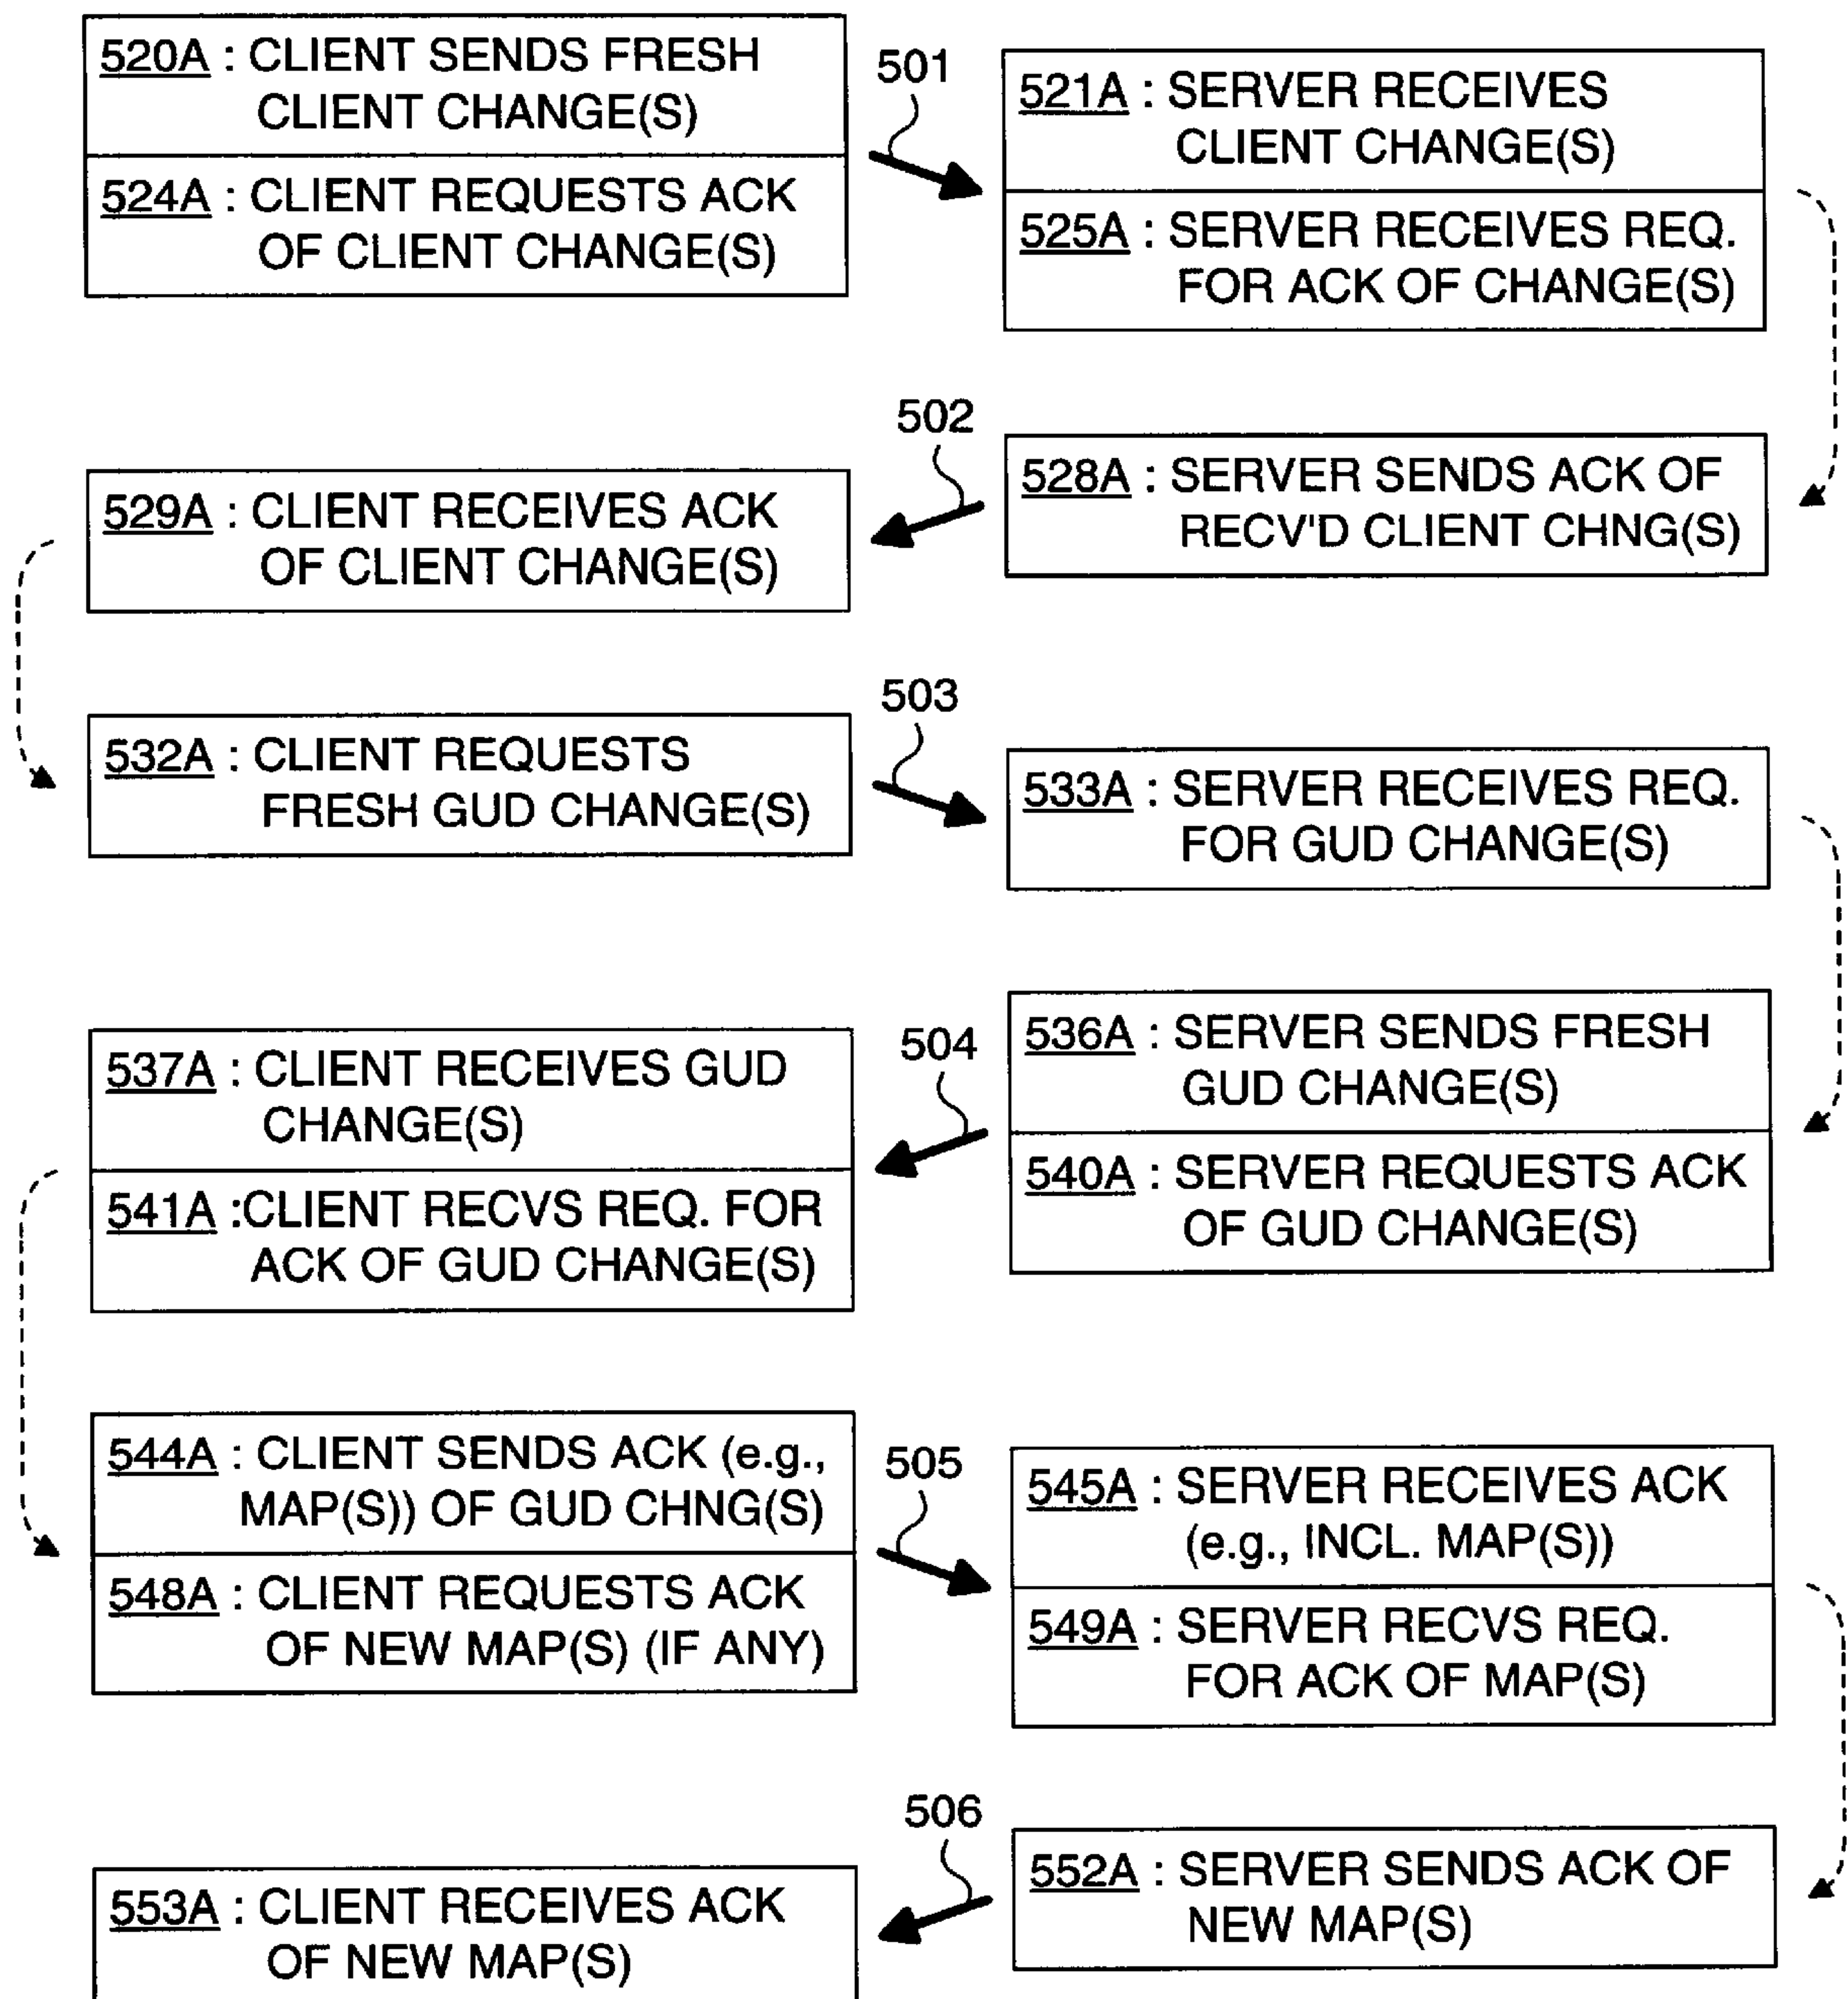 520A : CLIENT SENDS FRESH
CLIENT CHANGE(S)
524A : CLIENT REQUESTS ACK
OF CLIENT CHANGE(S)
501
521A : SERVER RECEIVES
CLIENT CHANGE(S)
525A : SERVER RECEIVES REQ.
FOR ACK OF CHANGE(S)
502
528A : SERVER SENDS ACK OF
RECV'D CLIENT CHNG(S)
529A : CLIENT RECEIVES ACK
OF CLIENT CHANGE(S)
532A : CLIENT REQUESTS
FRESH GUD CHANGE(S)
503
533A : SERVER RECEIVES REQ.
FOR GUD CHANGE(S)
504
536A : SERVER SENDS FRESH
GUD CHANGE(S)
540A : SERVER REQUESTS ACK
OF GUD CHANGE(S)
537A : CLIENT RECEIVES GUD
CHANGE(S)
541A :CLIENT RECVS REQ. FOR
ACK OF GUD CHANGE(S)
544A : CLIENT SENDS ACK (e.g.,
MAP(S)) OF GUD CHNG(S)
548A : CLIENT REQUESTS ACK
OF NEW MAP(S) (IF ANY)
505
545A : SERVER RECEIVES ACK
(e.g., INCL. MAP(S))
549A : SERVER RECVS REQ.
FOR ACK OF MAP(S)
506
552A : SERVER SENDS ACK OF
NEW MAP(S)
553A : CLIENT RECEIVES ACK
OF NEW MAP(S)